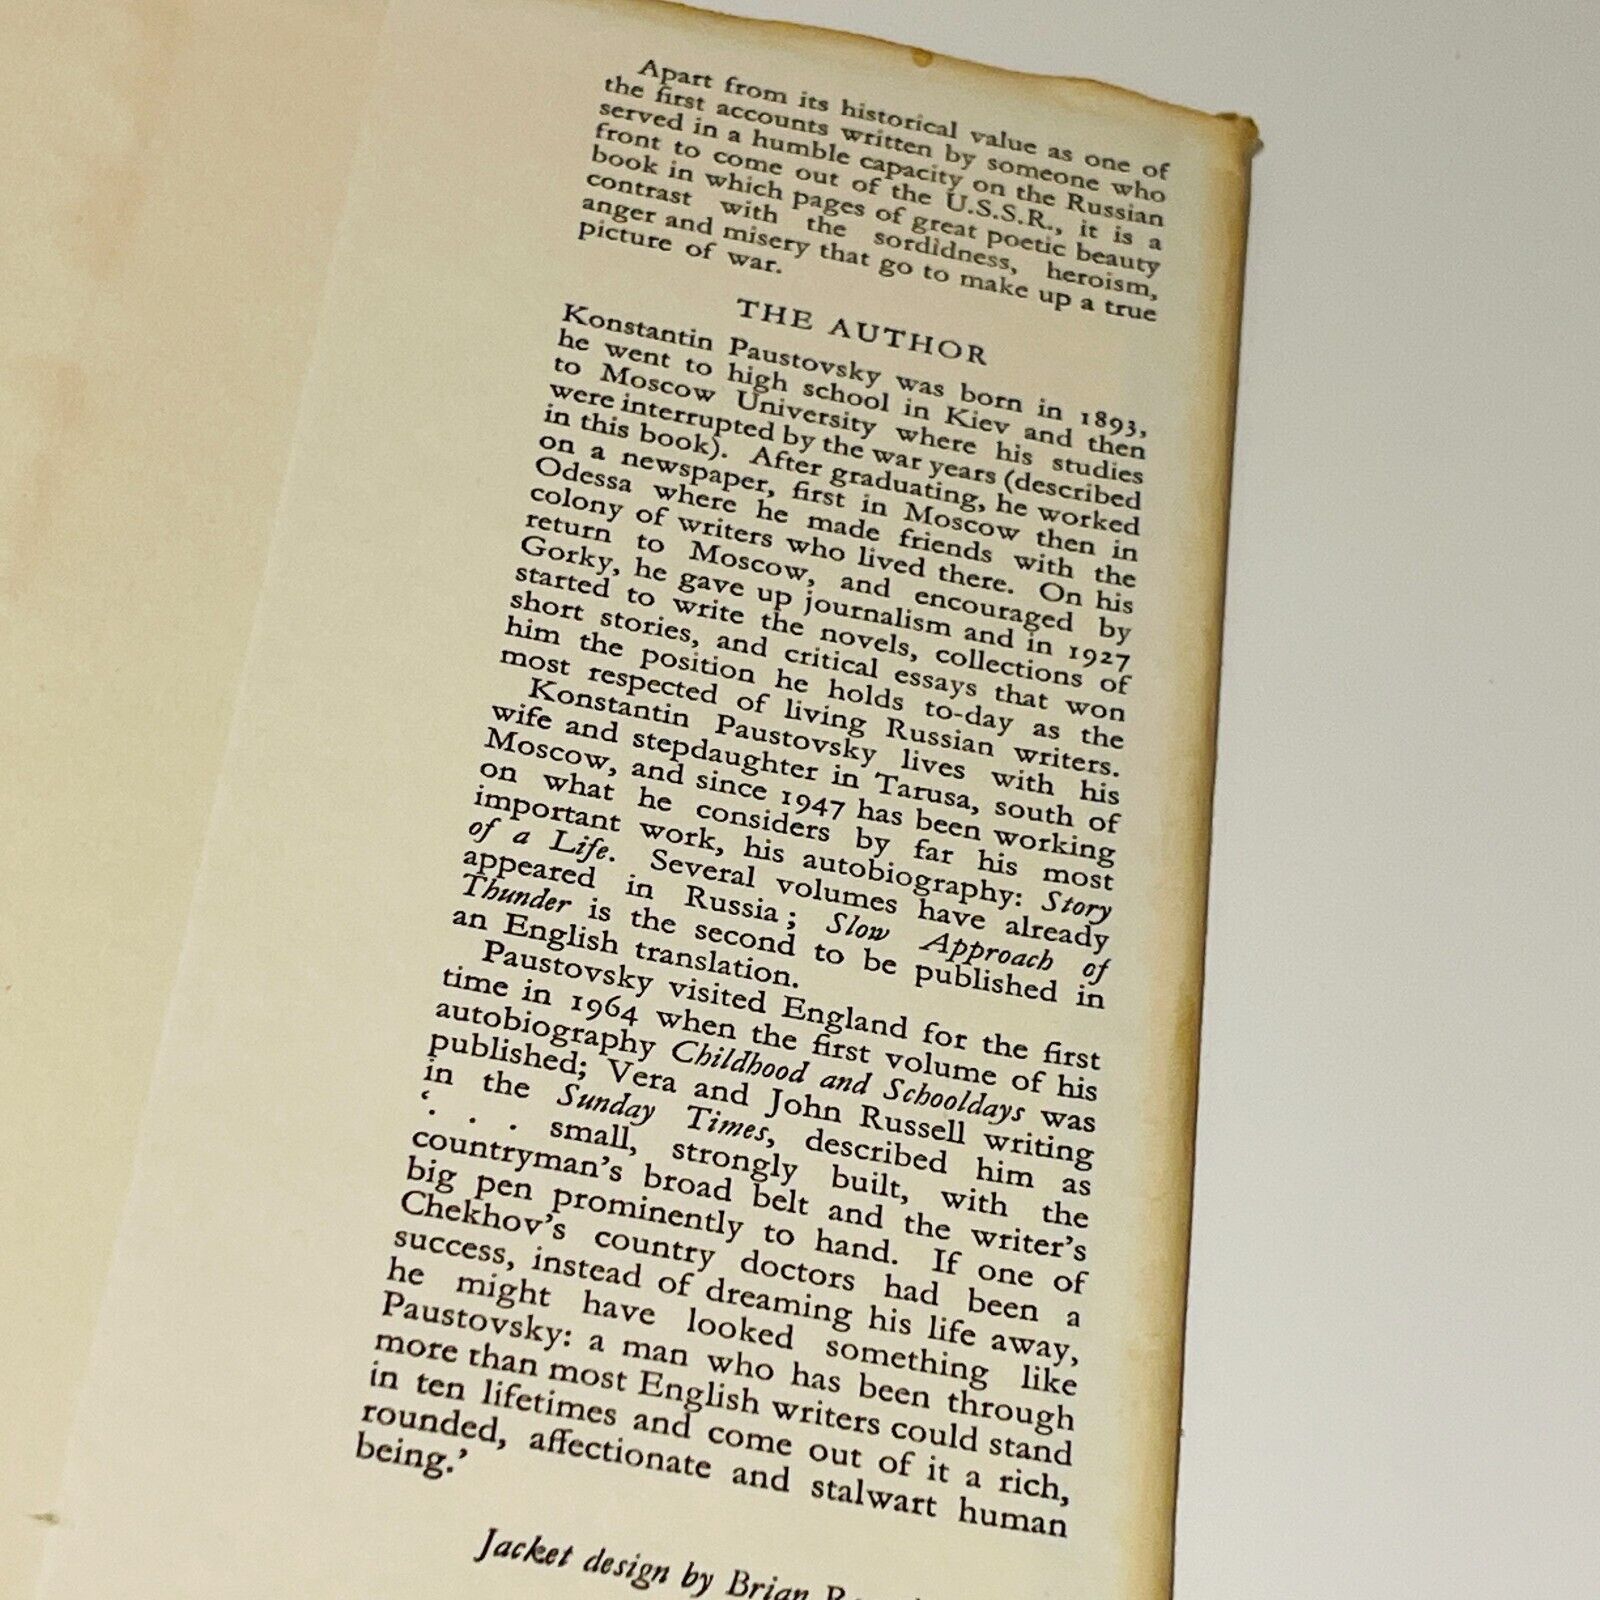 Apart from its historical value as one of
the first accounts written by someone who
served in a humble capacity on the Russian
front to come out of the U.S.S.R., it is a
book in which pages of great poetic beauty
contrast with the sordidness, heroism,
anger and misery that go to make up a true
picture of war.
THE AUTHOR
Konstantin Paustovsky was born in 1893,
he went to high school in Kiev and then
to Moscow University where his studies
were interrupted by the war years (described
in this book). After graduating, he worked
on a newspaper, first in Moscow then in
Odessa where he made friends with the
colony of writers who lived there. On his
return to Moscow, and encouraged by
Gorky, he gave up journalism and in 1927
started to write the novels, collections of
short stories, and critical essays that won
him the position he holds to-day as the
most respected of living Russian writers.
Konstantin Paustovsky lives with his
wife and stepdaughter in Tarusa, south of
Moscow, and since 1947 has been working
on what he considers by far his most
important work, his autobiography: Story
of a Life. Several volumes have already
appeared in Russia; Slow Approach of
Thunder is the second to be published in
an English translation.
Paustovsky visited England for the first
time in 1964 when the first volume of his
autobiography Childhood and Schooldays was
published; Vera and John Russell writing
in the Sunday Times, described him as
‘. . . small, strongly built, with the
countryman’s broad belt and the writer’s
big pen prominently to hand. If one of
Chekhov’s country doctors had been a
success, instead of dreaming his life away,
he might have looked something like
Paustovsky: a man who has been through
more than most English writers could stand
in ten lifetimes and come out of it a rich,
rounded, affectionate and stalwart human
being.’
Jacket design by Brian